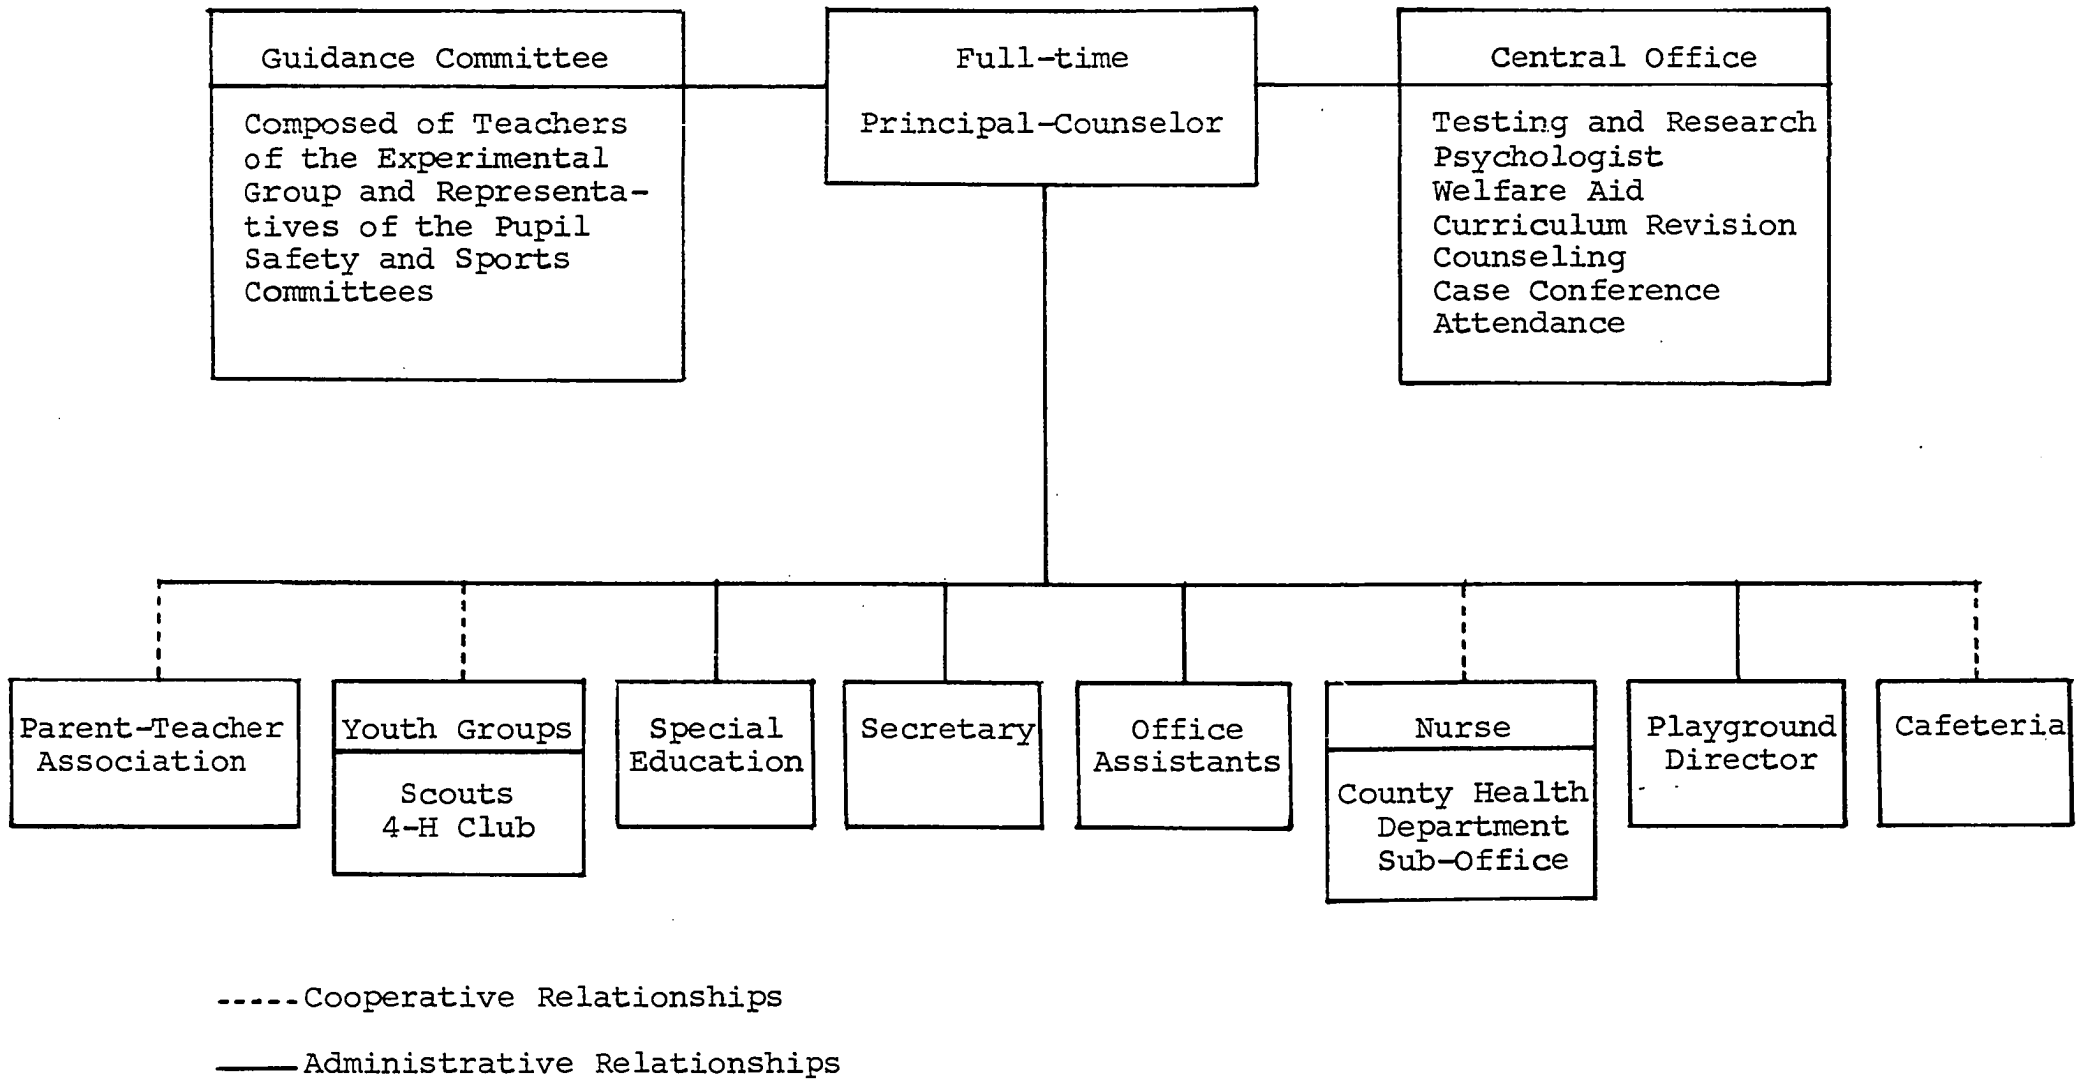 Guidance Committee
Composed of Teachers
of the Experimental
Group and Representa-
tives of the Pupil
Safety and Sports
Committees
Full-time
Principal-Counselor
Central Office
Testing and Research
Psychologist
Welfare Aid
Curriculum Revision
Counseling
Case Conference
Attendance
Parent-Teacher
Association
Youth Groups
Scouts
4-H Club
Special
Education
Secretary
Office
Assistants
Nurse
County Health
Department
Sub-Office
Playground
Director
Cafeteria
Cooperative Relationships
Administrative Relationships